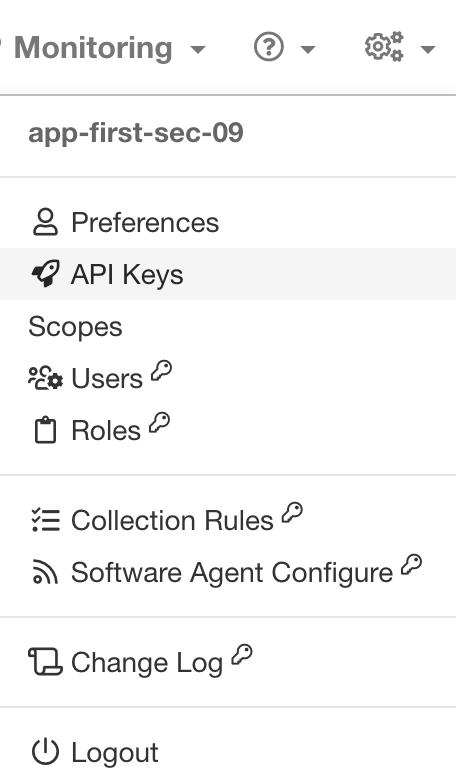 Monitoring
app-first-sec-09
Preferences
API Keys
Scopes
Users
Roles
Collection Rules
Software Agent Configure
Change Log
Logout